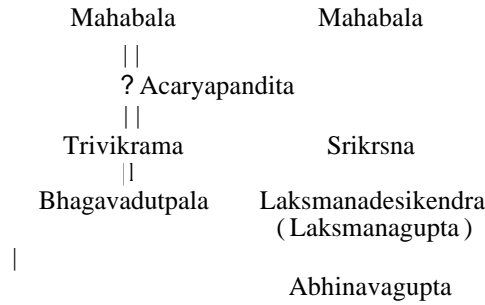 Mahabala Mahabala
||
? Acaryapandita
||
Trivikrama Srikrsna
|l
Bhagavadutpala Laksmanadesikendra
( Laksmanagupta )
|
Abhinavagupta